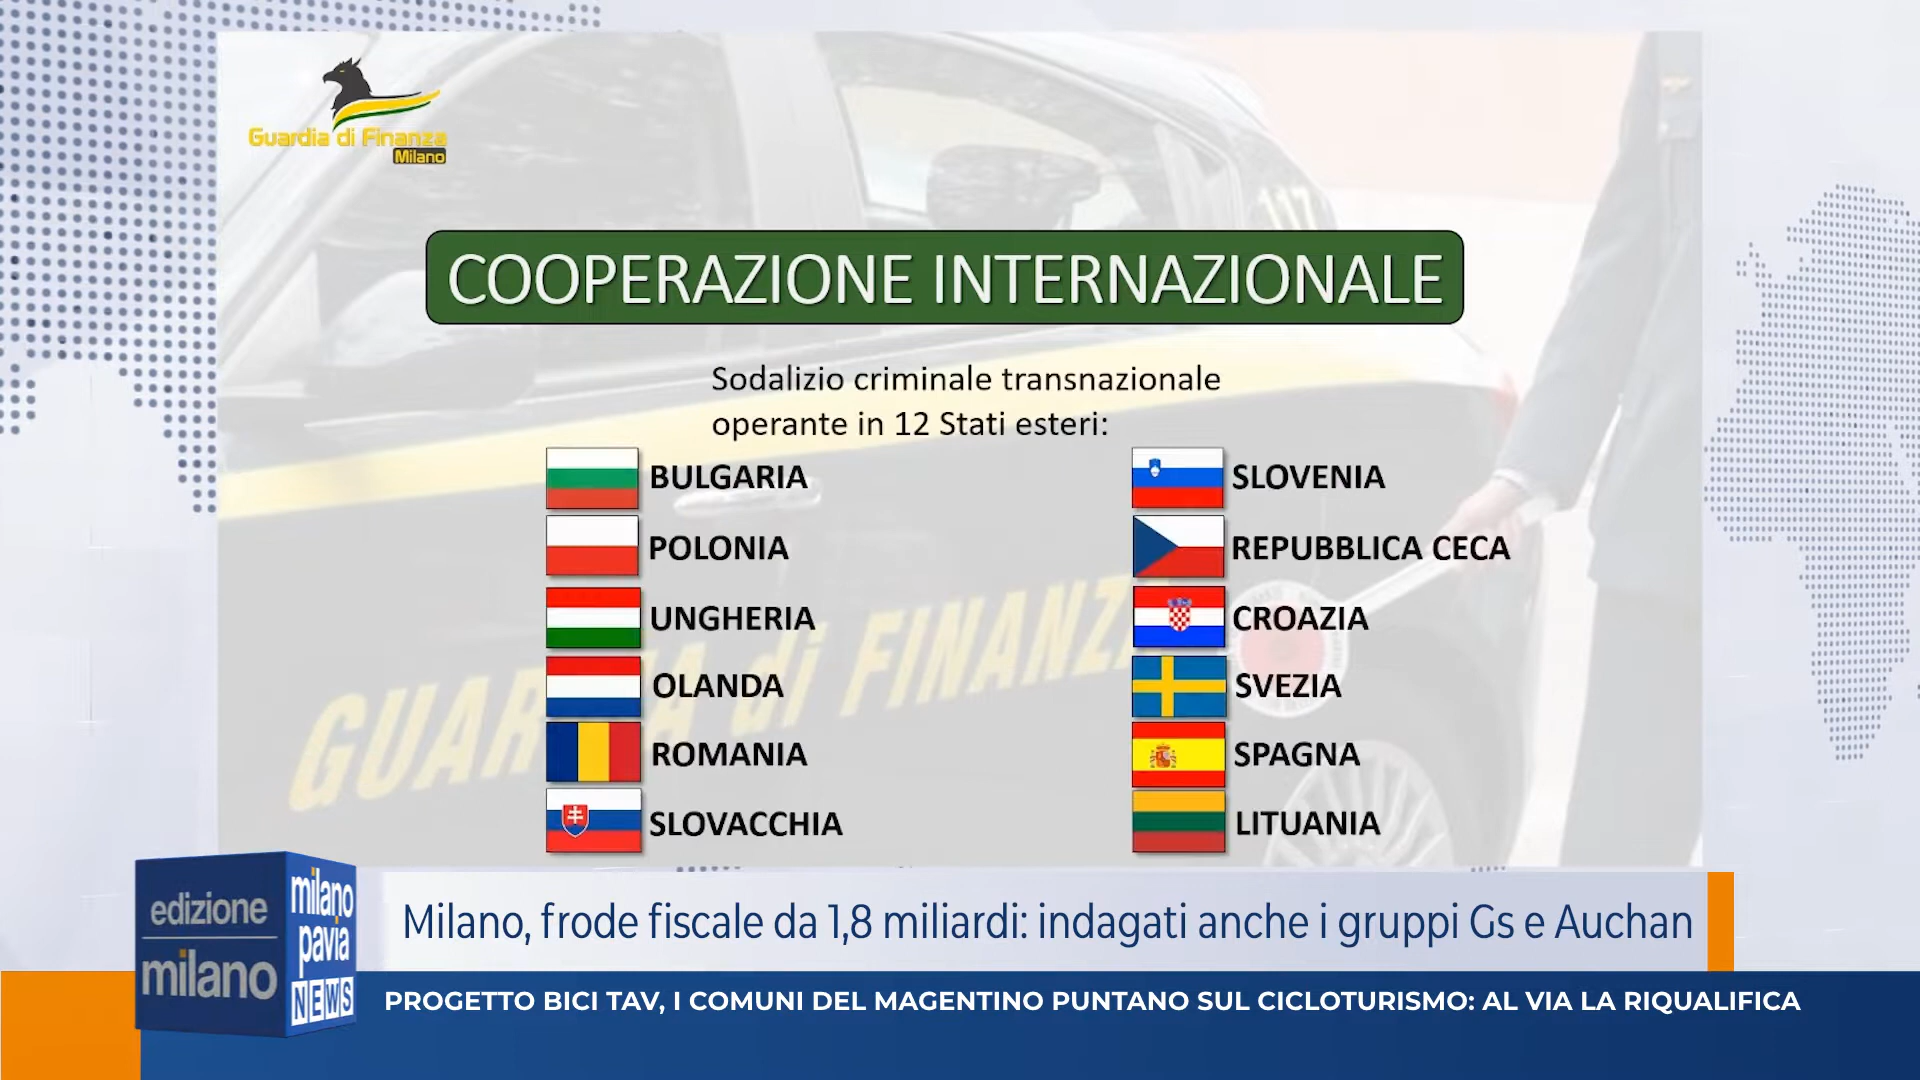 Guardia di Finanza
Milano
COOPERAZIONE INTERNAZIONALE
Sodalizio criminale transnazionale
operante in 12 Stati esteri:
BULGARIA
POLONIA
UNGHERIA
OLANDA
ROMANIA
SLOVACCHIA
SLOVENIA
REPUBBLICA CECA
CROAZIA
SVEZIA
SPAGNA
LITUANIA
GUARDIA di FINANZA
edizione
milano
milano
pavia
NEWS
Milano, frode fiscale da 1,8 miliardi: indagati anche i gruppi Gs e Auchan
PROGETTO BICI TAV, I COMUNI DEL MAGENTINO PUNTANO SUL CICLOTURISMO: AL VIA LA RIQUALIFICA